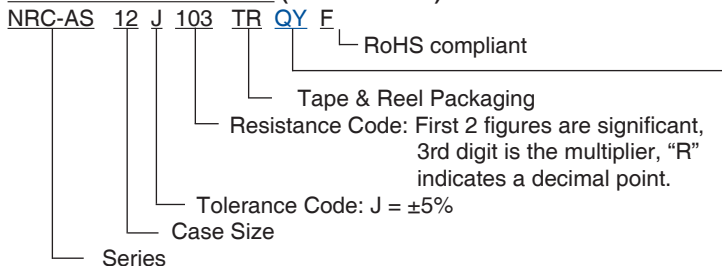 NRC-AS 12 J 103 TR QY F
RoHS compliant
Tape & Reel Packaging
Resistance Code: First 2 figures are significant,
3rd digit is the multiplier, “R”
indicates a decimal point.
Tolerance Code: J = ±5%
Case Size
Series